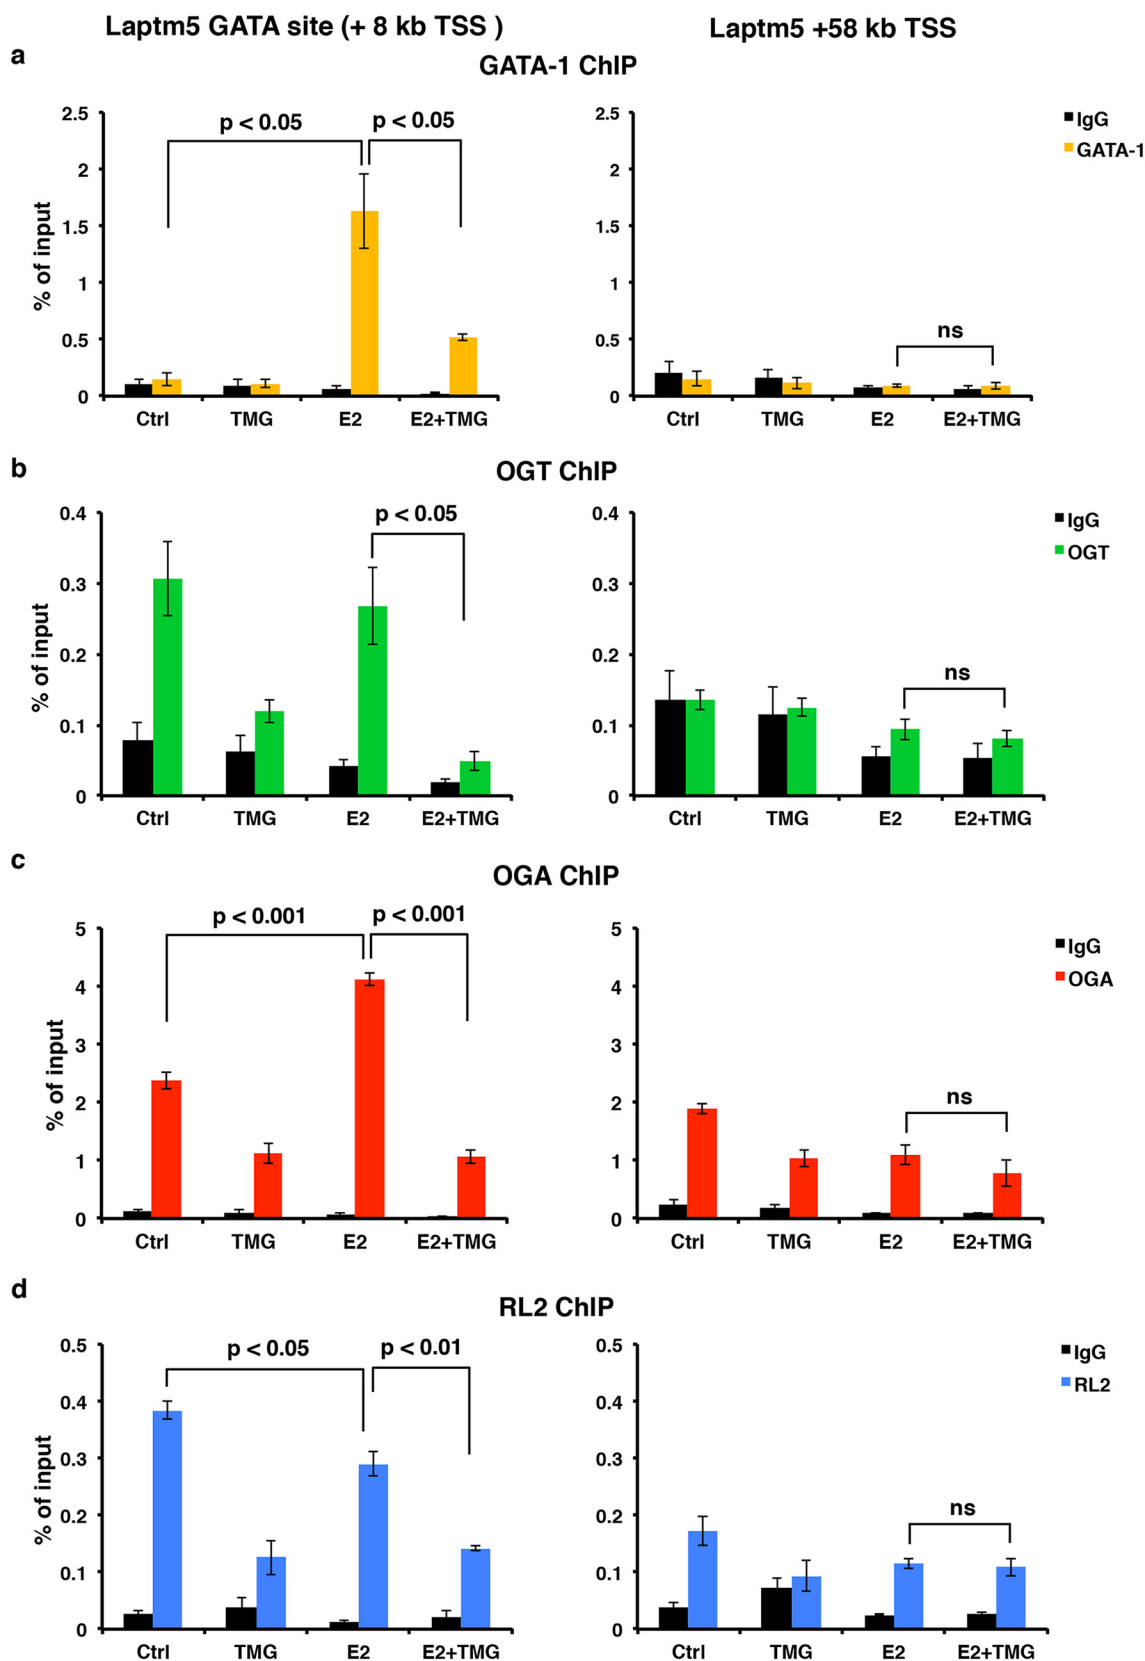 Laptm5 GATA site (+ 8 kb TSS )
Laptm5 +58 kb TSS
a
GATA-1 ChIP
2.5
2
1.5
1
0.5
0
% of input
p < 0.05
p < 0.05
Ctrl
TMG
E2
E2+TMG
2.5
2
1.5
1
0.5
0
ns
Ctrl
TMG
E2
E2+TMG
IgG
GATA-1
b
OGT ChIP
0.4
0.3
0.2
0.1
0
% of input
p < 0.05
Ctrl
TMG
E2
E2+TMG
0.4
0.3
0.2
0.1
0
ns
Ctrl
TMG
E2
E2+TMG
IgG
OGT
c
OGA ChIP
5
4
3
2
1
0
% of input
p < 0.001
p < 0.001
Ctrl
TMG
E2
E2+TMG
5
4
3
2
1
0
ns
Ctrl
TMG
E2
E2+TMG
IgG
OGA
d
RL2 ChIP
0.5
0.4
0.3
0.2
0.1
0
% of input
p < 0.05
p < 0.01
Ctrl
TMG
E2
E2+TMG
0.5
0.4
0.3
0.2
0.1
0
ns
Ctrl
TMG
E2
E2+TMG
IgG
RL2